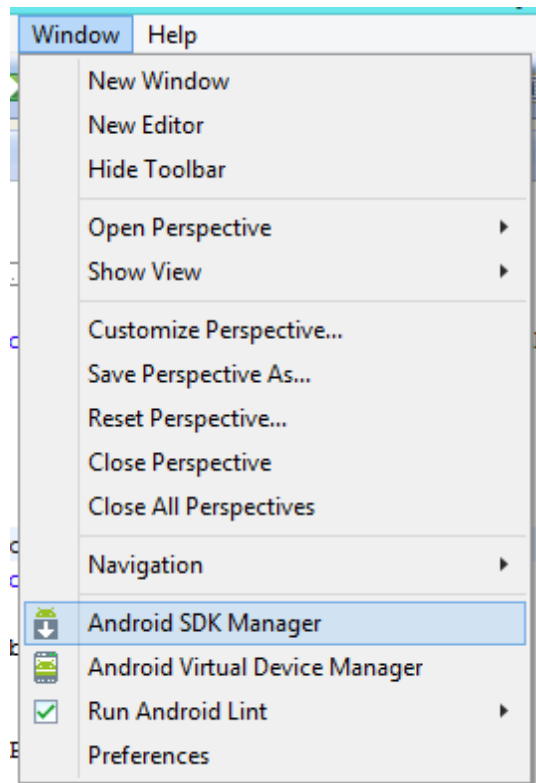 Window Help
New Window
New Editor
Hide Toolbar
Open Perspective
Show View
Customize Perspective...
Save Perspective As...
Reset Perspective...
Close Perspective
Close All Perspectives
Navigation
Android SDK Manager
Android Virtual Device Manager
Run Android Lint
Preferences